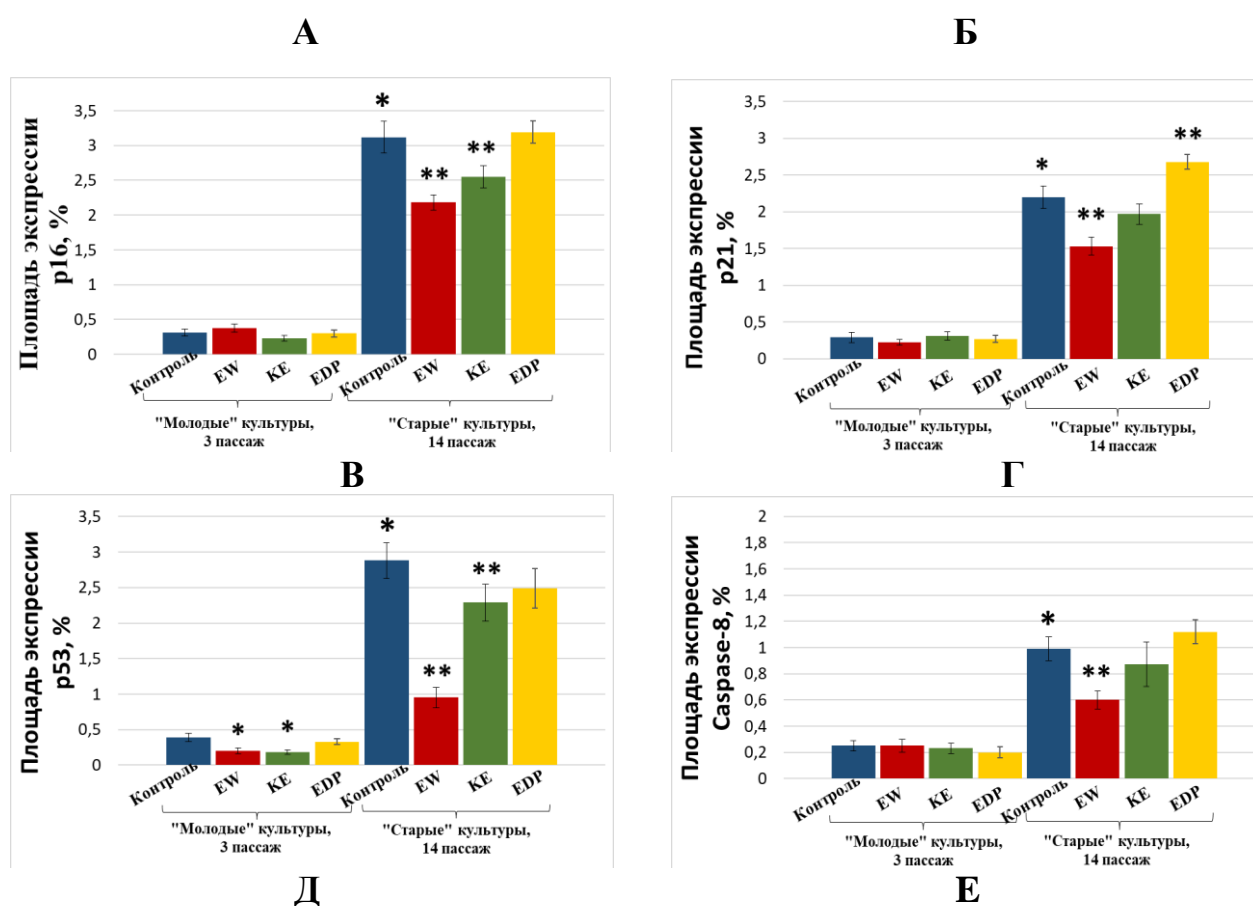 А
Б
Площадь экспрессии
p16, %
3,5
3
2,5
2
1,5
1
0,5
0
*
**
**
Контроль
EW
KE
EDP
Контроль
EW
KE
EDP
"Молодые" культуры,
3 пассаж
"Старые" культуры,
14 пассаж
Площадь экспрессии
p21, %
3,5
3
2,5
2
1,5
1
0,5
0
*
**
**
Контроль
EW
KE
EDP
Контроль
EW
KE
EDP
"Молодые" культуры,
3 пассаж
"Старые" культуры,
14 пассаж
В
Г
Площадь экспрессии
p53, %
3,5
3
2,5
2
1,5
1
0,5
0
*
*
*
**
**
Контроль
EW
KE
EDP
Контроль
EW
KE
EDP
"Молодые" культуры,
3 пассаж
"Старые" культуры,
14 пассаж
Площадь экспрессии
Caspase-8, %
2
1,8
1,6
1,4
1,2
1
0,8
0,6
0,4
0,2
0
*
**
Контроль
EW
KE
EDP
Контроль
EW
KE
EDP
"Молодые" культуры,
3 пассаж
"Старые" культуры,
14 пассаж
Д
Е